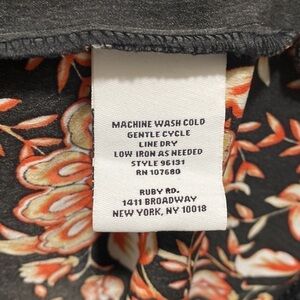 MACHINE WASH COLD
GENTLE CYCLE
LINE DRY
LOW IRON AS NEEDED
STYLE 96131
RN 107680
RUBY RD.
1411 BROADWAY
NEW YORK, NY 10018